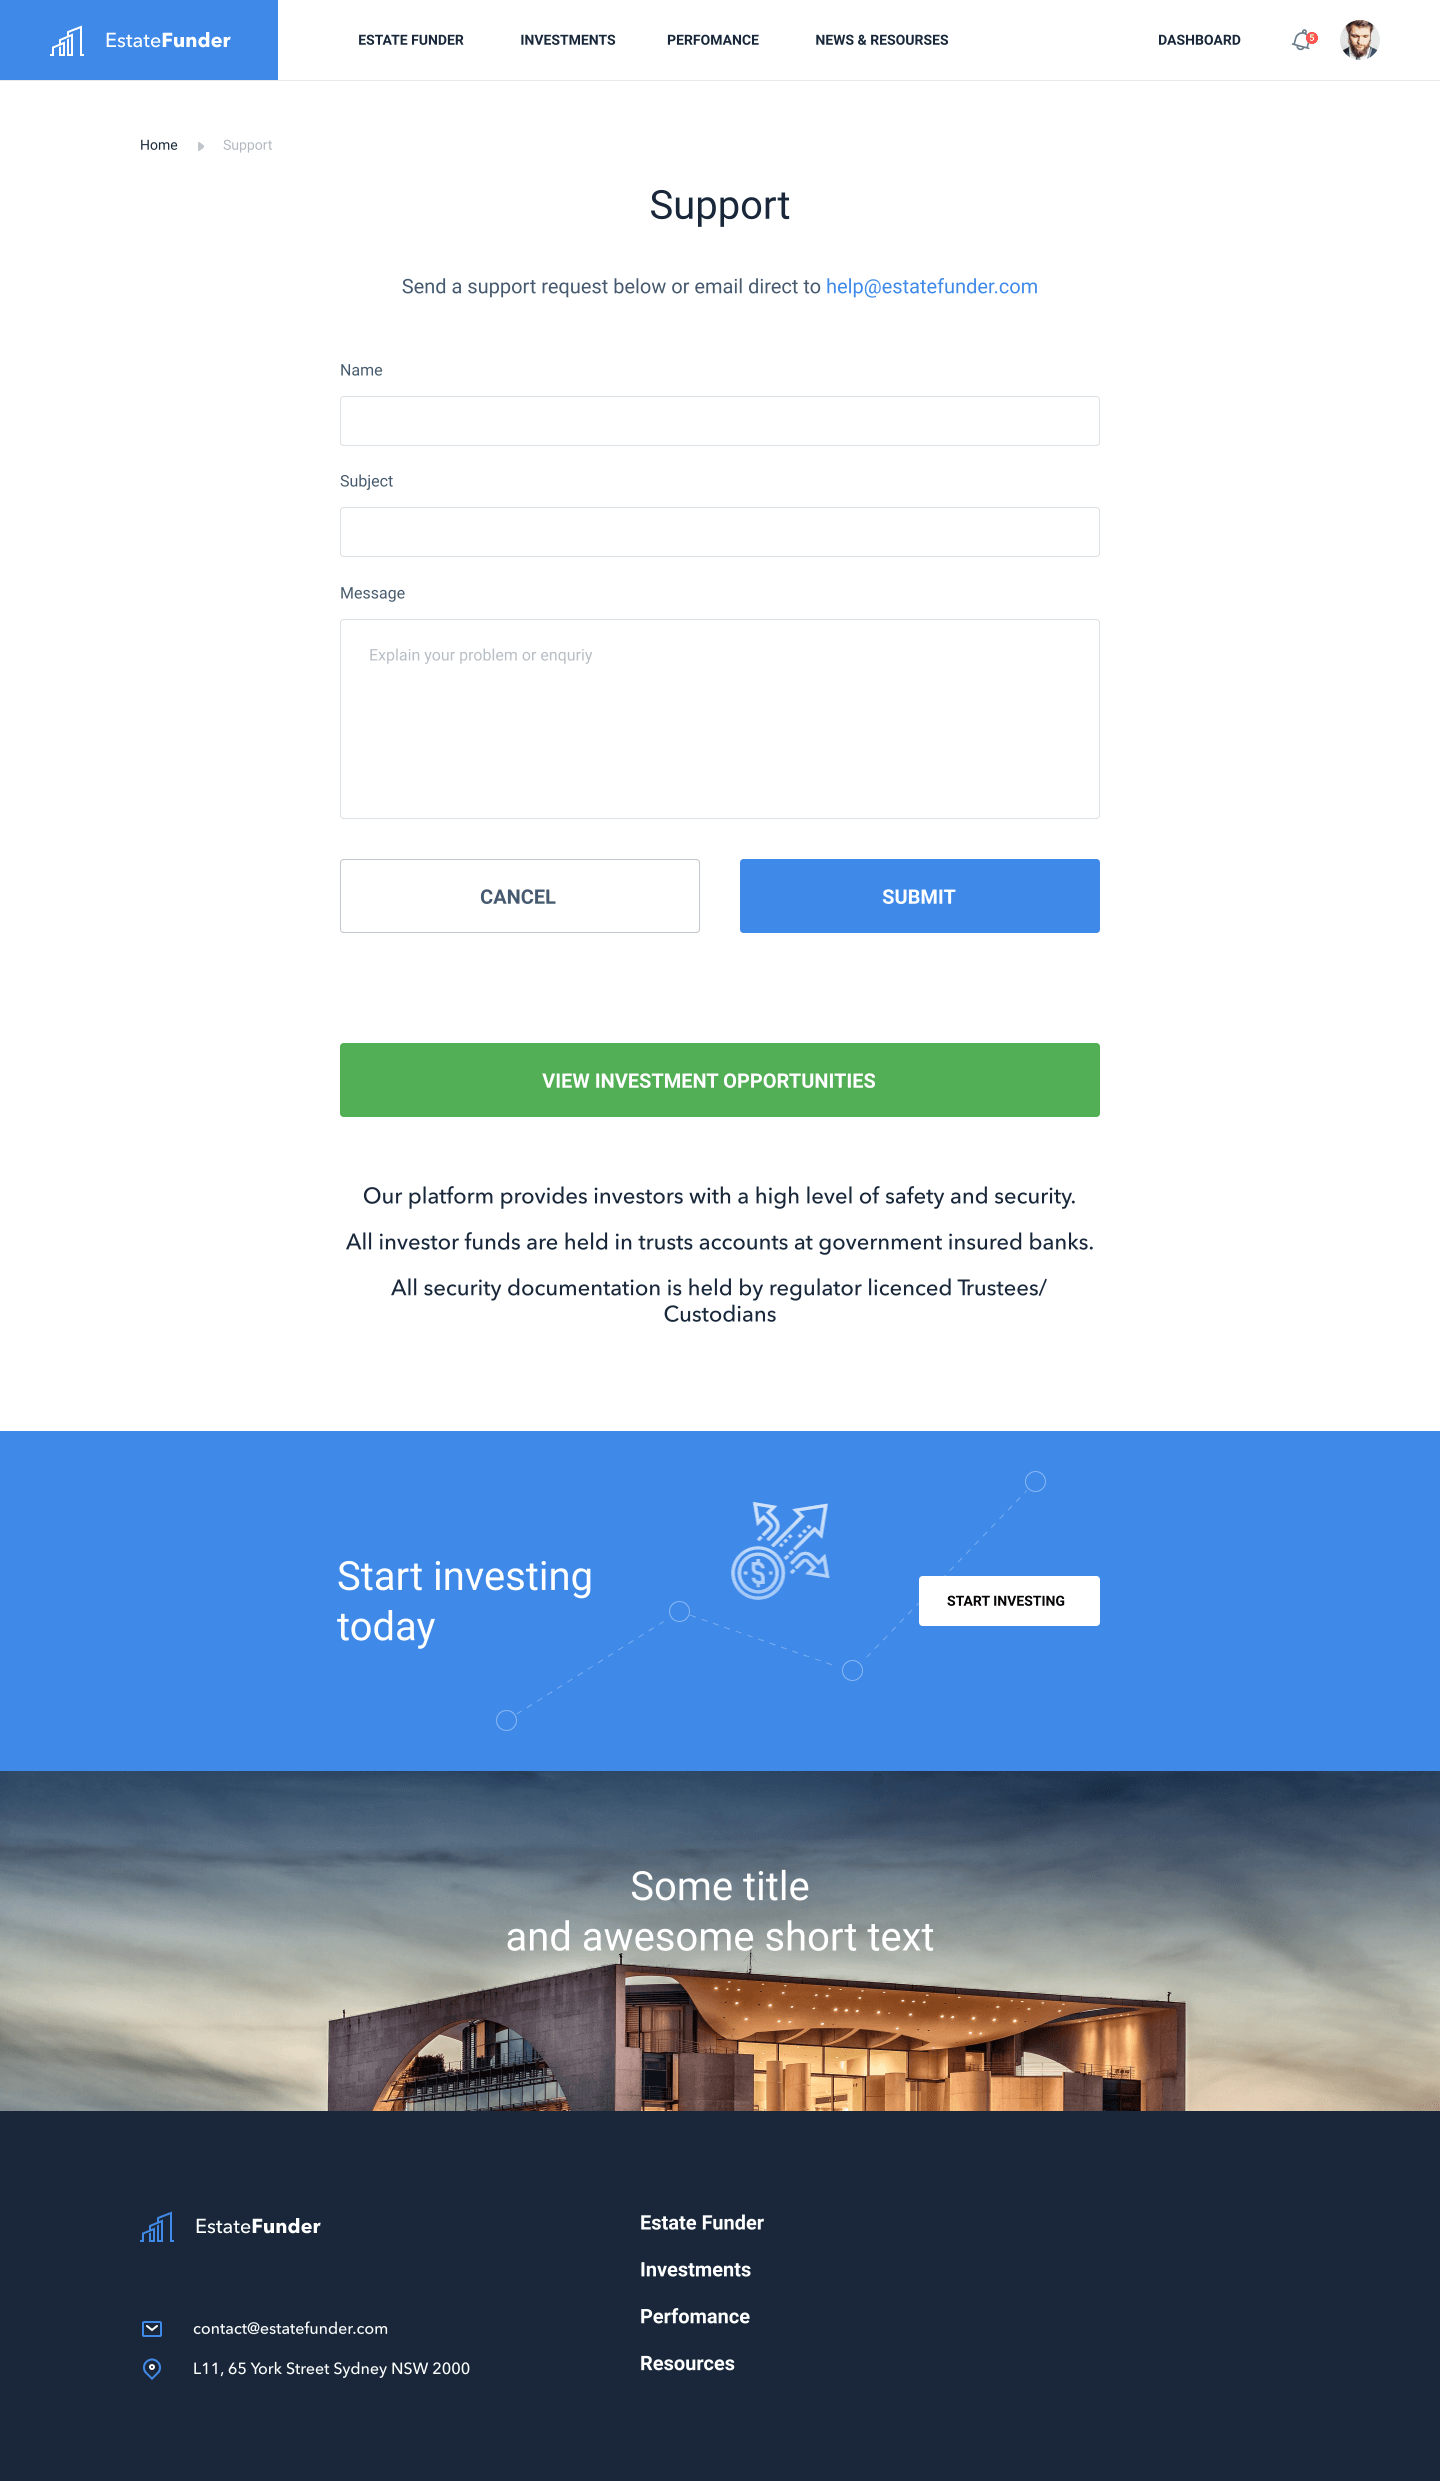 EstateFunder
ESTATE FUNDER
INVESTMENTS
PERFOMANCE
NEWS & RESOURSES
DASHBOARD
5
Home
Support
Support
Send a support request below or email direct to help@estatefunder.com
Name
Subject
Message
Explain your problem or enquriy
CANCEL
SUBMIT
VIEW INVESTMENT OPPORTUNITIES
Our platform provides investors with a high level of safety and security.
All investor funds are held in trusts accounts at government insured banks.
All security documentation is held by regulator licenced Trustees/
Custodians
$
Start investing
today
START INVESTING
Some title
and awesome short text
EstateFunder
contact@estatefunder.com
L11, 65 York Street Sydney NSW 2000
Estate Funder
Investments
Perfomance
Resources